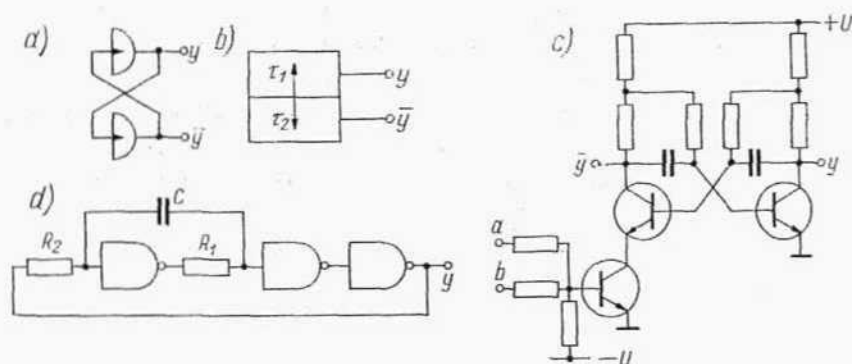 a)
y
ȳ
b)
τ₁
τ₂
y
ȳ
c)
+U
ȳ
y
a
b
−U
d)
C
R₂
R₁
y